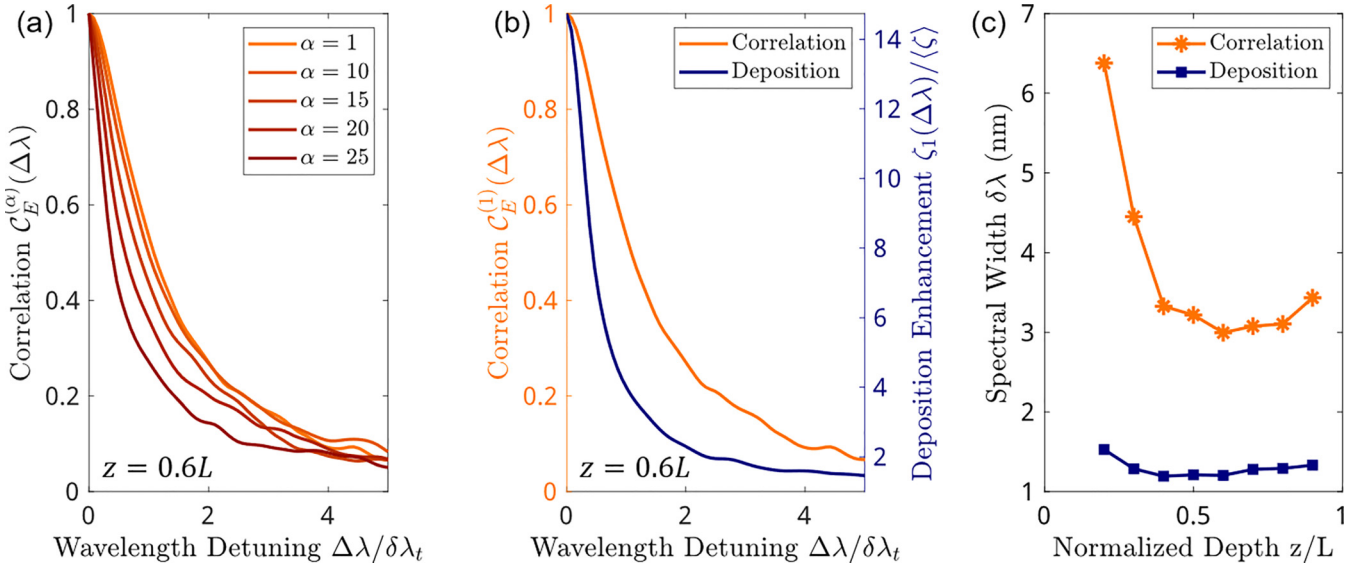 (a)
α = 1
α = 10
α = 15
α = 20
α = 25
Correlation C_E^(α)(Δλ)
1
0.8
0.6
0.4
0.2
0
z = 0.6L
0 2 4
Wavelength Detuning Δλ/δλ_t
(b)
Correlation
Deposition
Correlation C_E^(1)(Δλ)
1
0.8
0.6
0.4
0.2
0
14
12
10
8
6
4
2
Deposition Enhancement ζ_1(Δλ)/⟨ζ⟩
z = 0.6L
0 2 4
Wavelength Detuning Δλ/δλ_t
(c)
Correlation
Deposition
Spectral Width δλ (nm)
7
6
5
4
3
2
1
0 0.5 1
Normalized Depth z/L